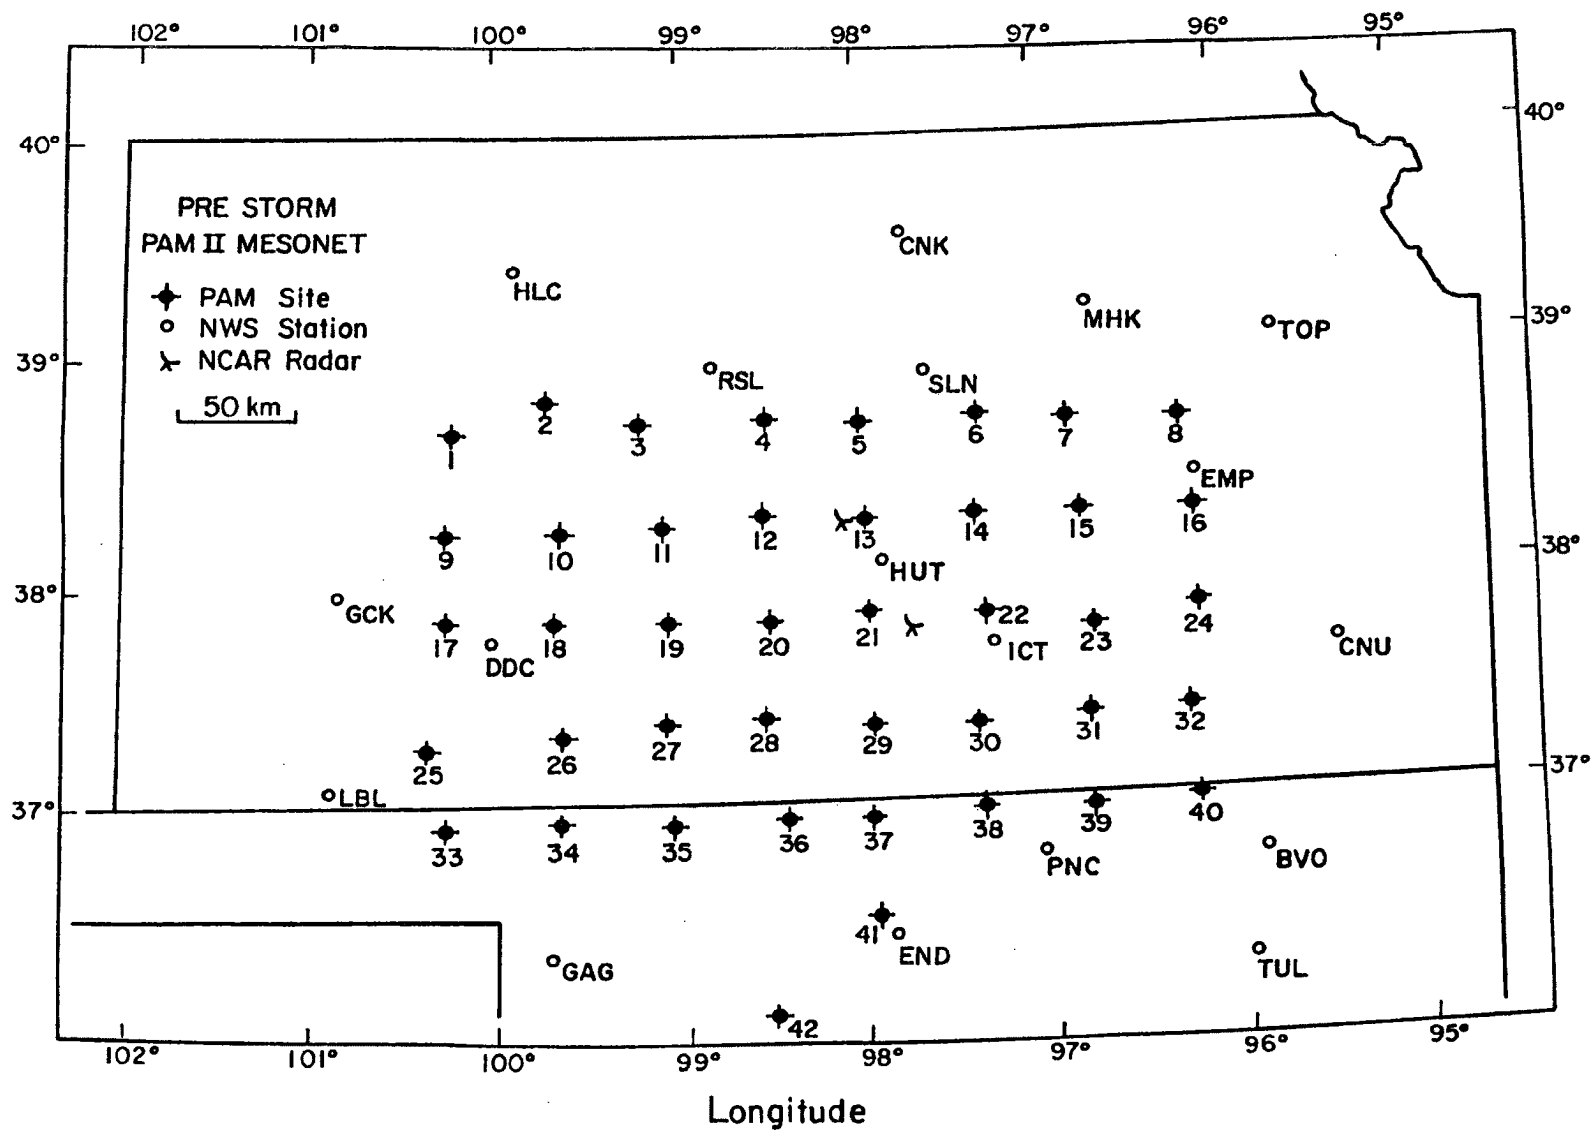 102° 101° 100° 99° 98° 97° 96° 95°
40° 40°
PRE STORM
PAM II MESONET
PAM Site
NWS Station
NCAR Radar
50 km
CNK
HLC
MHK
TOP
39° 39°
RSL
SLN
1 2 3 4 5 6 7 8
EMP
9 10 11 12 13 14 15 16
HUT
38° 38°
GCK
17 18 19 20 21 22 23 24
DDC
ICT
CNU
25 26 27 28 29 30 31 32
LBL
37° 37°
33 34 35 36 37 38 39 40
PNC
BVO
41
END
GAG
TUL
42
102° 101° 100° 99° 98° 97° 96° 95°
Longitude